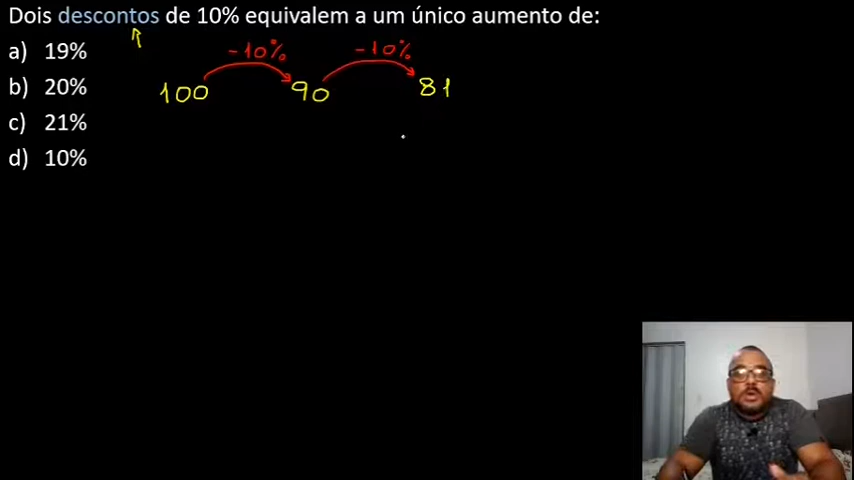 Dois descontos de 10% equivalem a um único aumento de:
a) 19%
-10% -10%
b) 20%
100 90 81
c) 21%
d) 10%